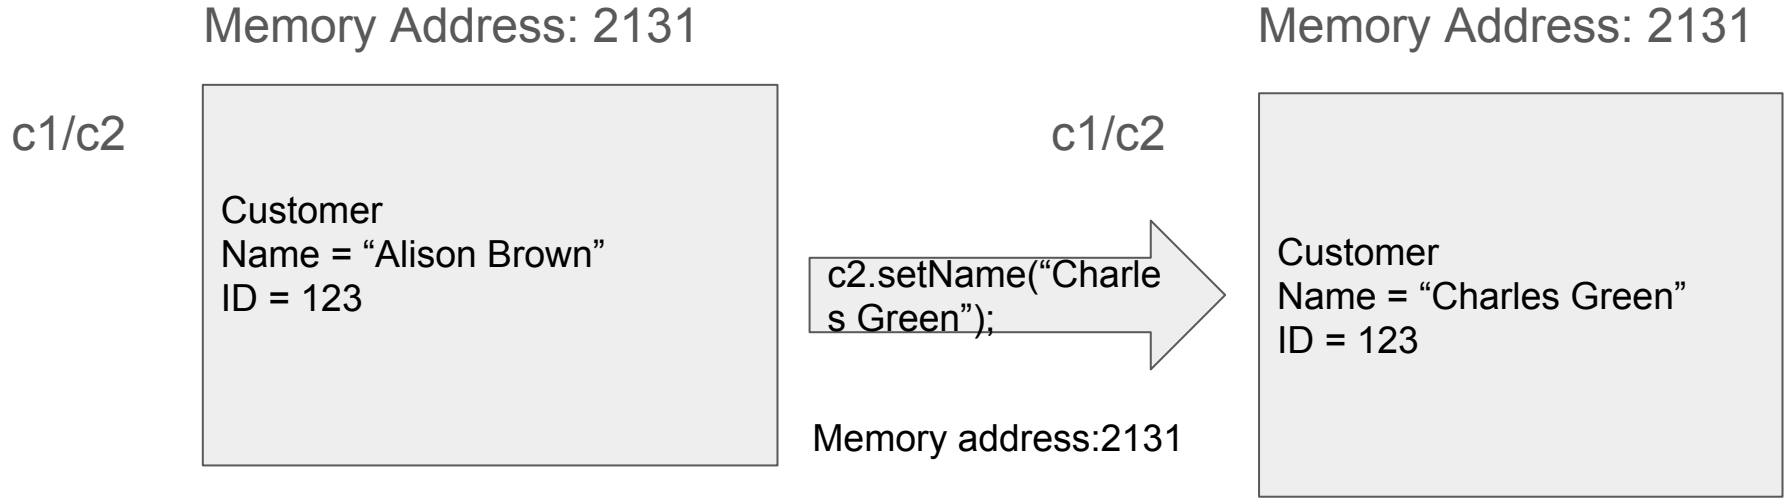 Memory Address: 2131
Memory Address: 2131
c1/c2
Customer
Name = “Alison Brown”
ID = 123
c2.setName(“Charle
s Green”);
Memory address:2131
c1/c2
Customer
Name = “Charles Green”
ID = 123